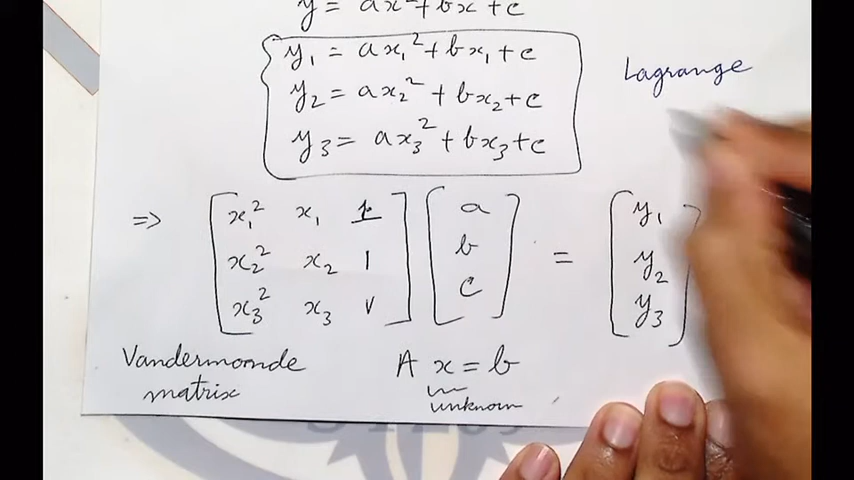 y = ax²+bx+c
y₁ = ax₁²+bx₁+c
y₂ = ax₂²+bx₂+c
y₃ = ax₃²+bx₃+c
Lagrange
=> [x₁² x₁ 1] [a] = [y₁]
[x₂² x₂ 1] [b] [y₂]
[x₃² x₃ 1] [c] [y₃]
Vandermonde
matrix
A x = b
unknown